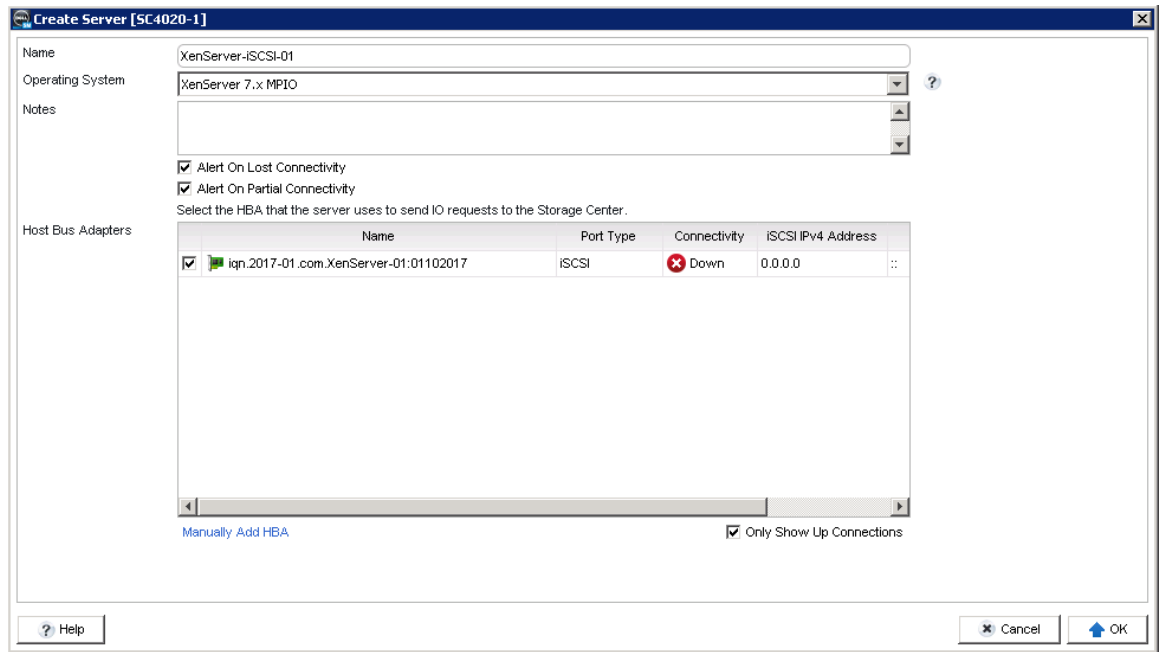 Create Server [SC4020-1]
Name
XenServer-iSCSI-01
Operating System
XenServer 7.x MPIO
Notes
Alert On Lost Connectivity
Alert On Partial Connectivity
Select the HBA that the server uses to send IO requests to the Storage Center.
Host Bus Adapters
Name Port Type Connectivity iSCSI IPv4 Address
iqn.2017-01.com.XenServer-01:01102017 iSCSI Down 0.0.0.0 ::
Manually Add HBA Only Show Up Connections
? Help Cancel OK